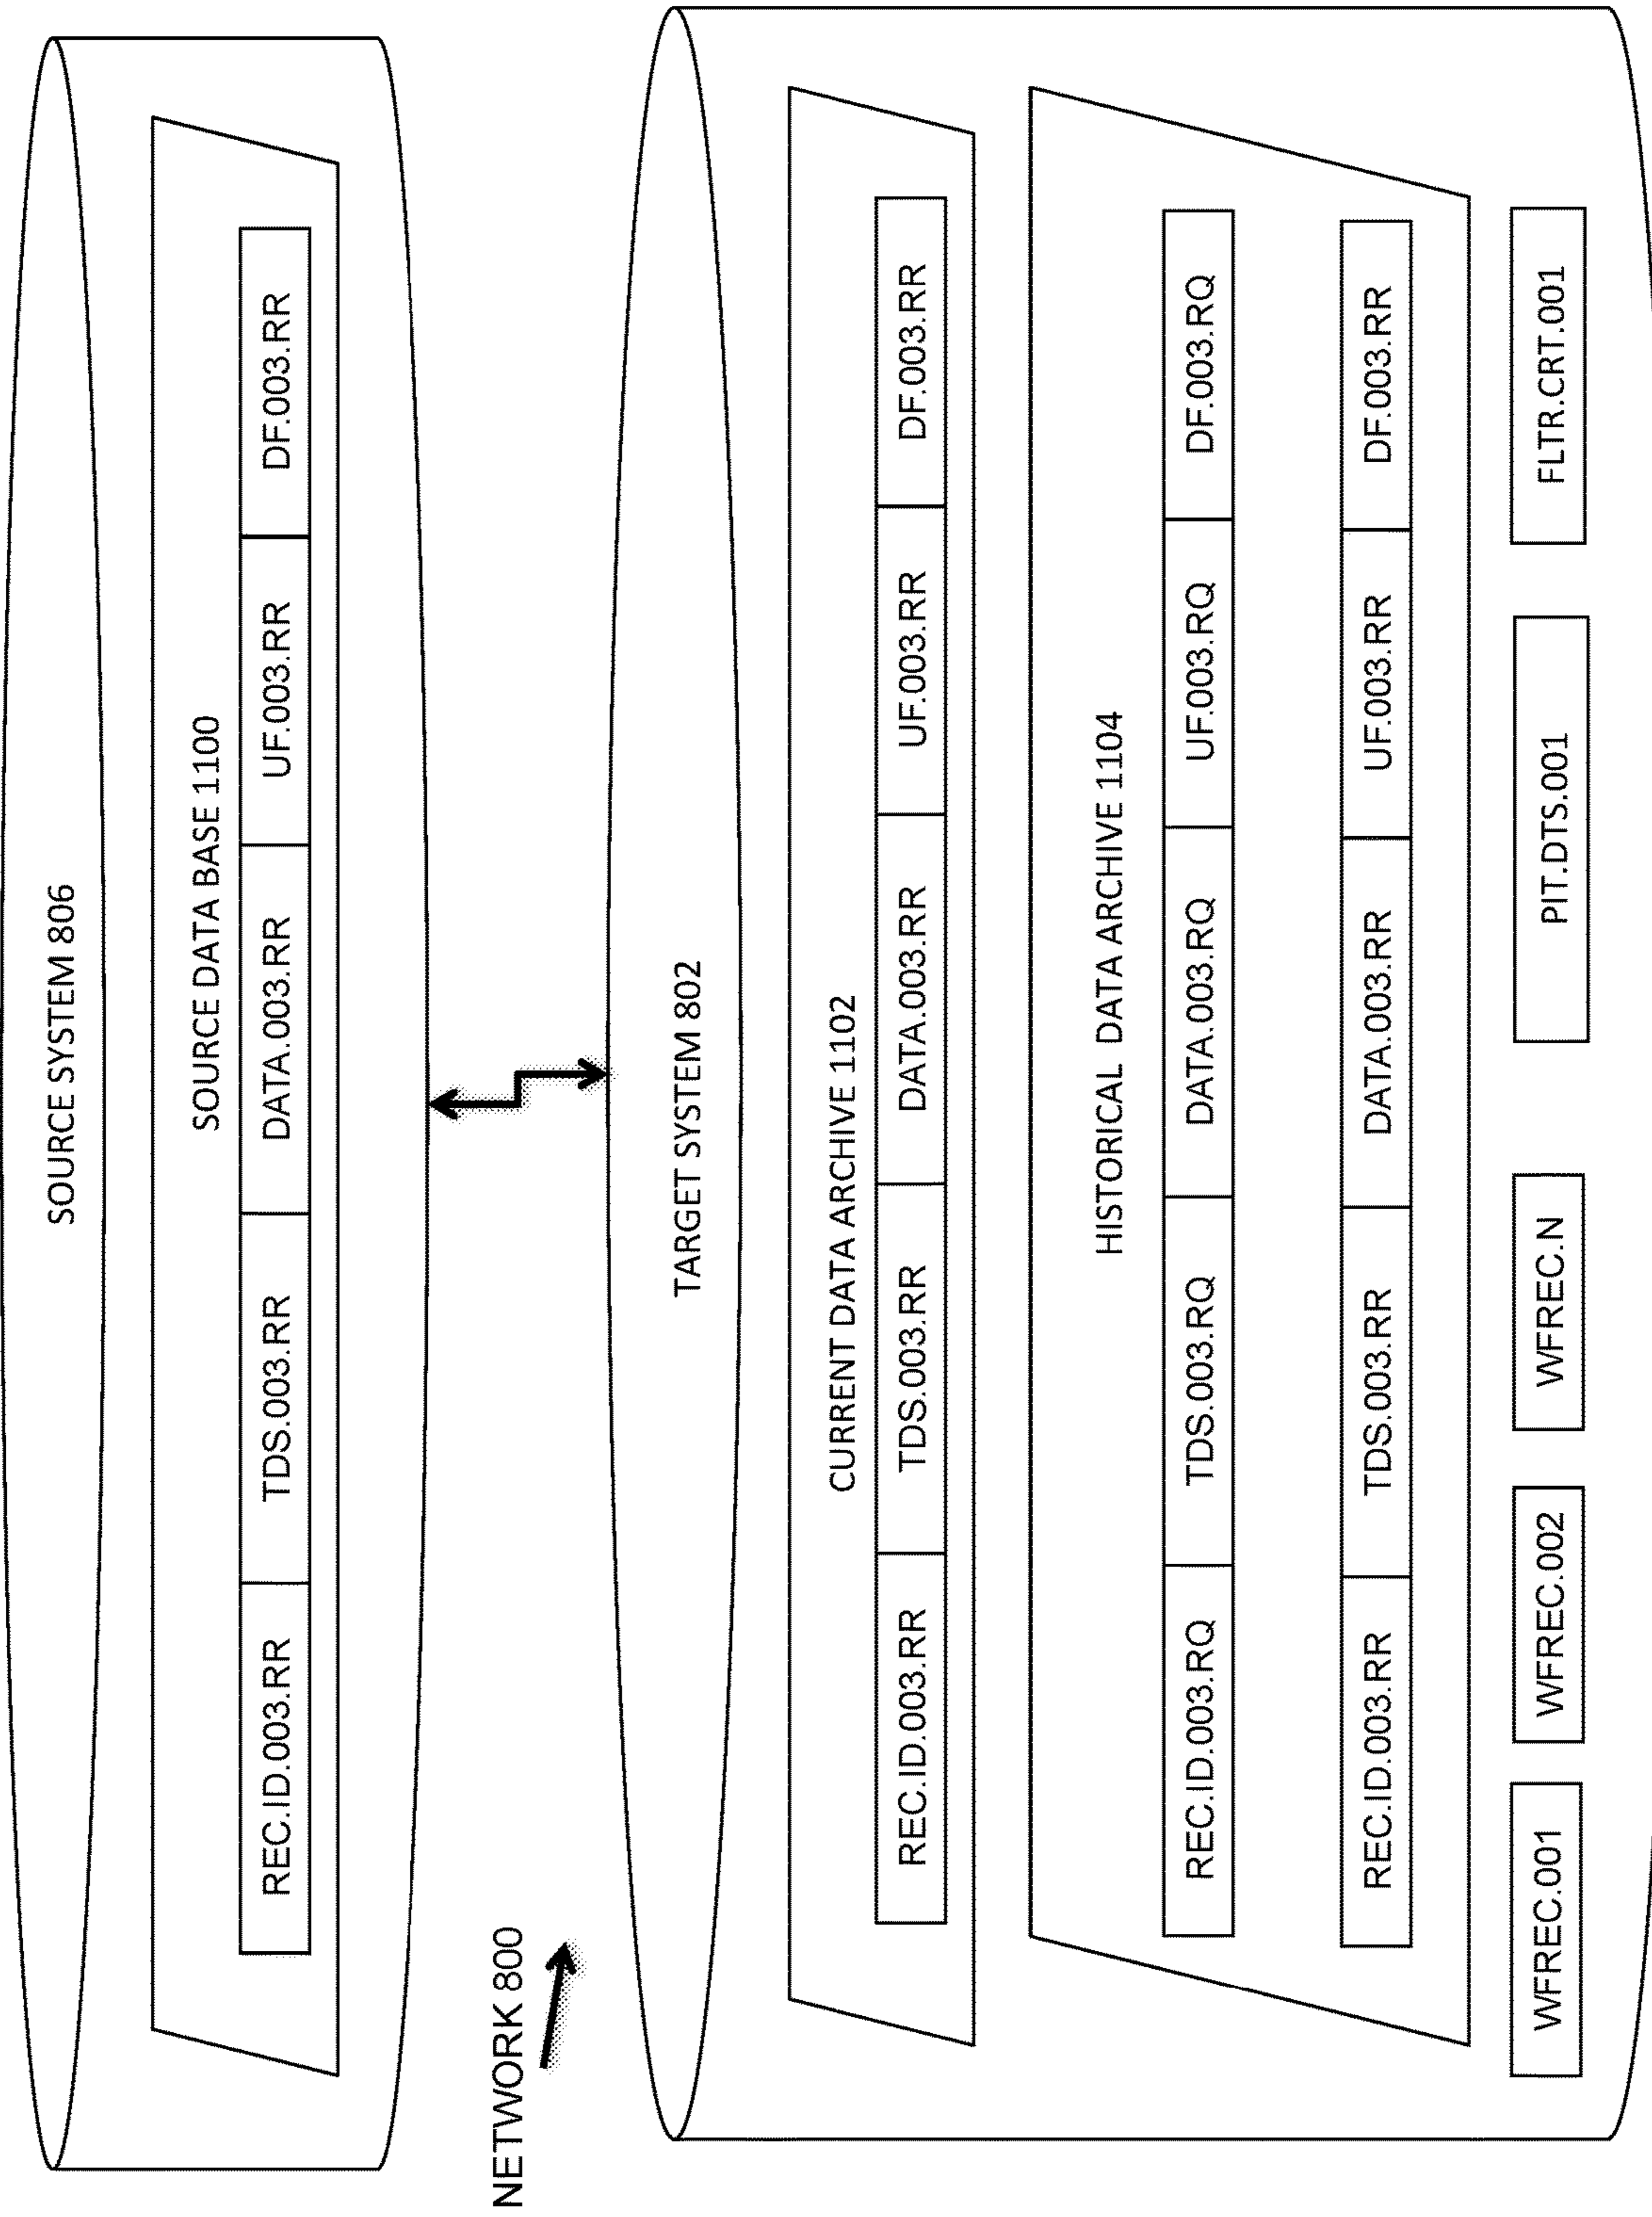 SOURCE SYSTEM 806
SOURCE DATA BASE 1100
REC.ID.003.RR TDS.003.RR DATA.003.RR UF.003.RR DF.003.RR
NETWORK 800
TARGET SYSTEM 802
CURRENT DATA ARCHIVE 1102
REC.ID.003.RR TDS.003.RR DATA.003.RR UF.003.RR DF.003.RR
HISTORICAL DATA ARCHIVE 1104
REC.ID.003.RQ TDS.003.RQ DATA.003.RQ UF.003.RQ DF.003.RQ
REC.ID.003.RR TDS.003.RR DATA.003.RR UF.003.RR DF.003.RR
WFREC.001 WFREC.002 WFREC.N PIT.DTS.001 FLTR.CRT.001